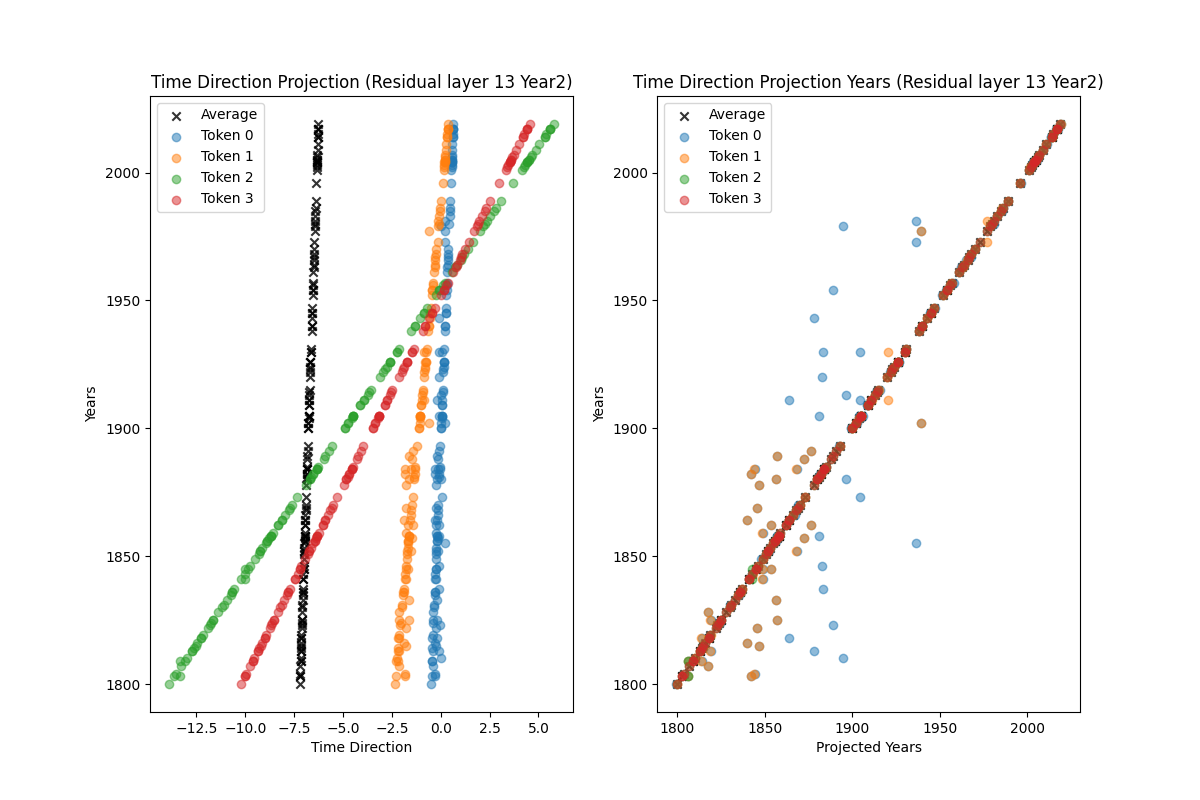 Time Direction Projection (Residual layer 13 Year2)
Average
Token 0
Token 1
Token 2
Token 3
Years
2000
1950
1900
1850
1800
−12.5 −10.0 −7.5 −5.0 −2.5 0.0 2.5 5.0
Time Direction
Time Direction Projection Years (Residual layer 13 Year2)
Average
Token 0
Token 1
Token 2
Token 3
Years
2000
1950
1900
1850
1800
1800 1850 1900 1950 2000
Projected Years